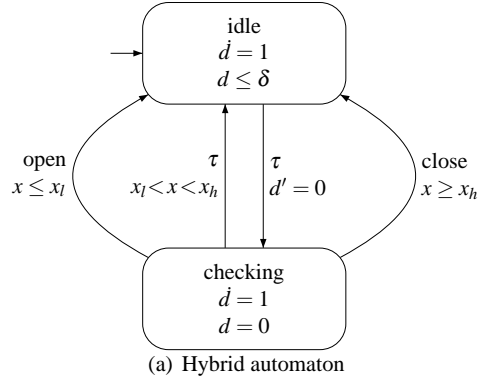 idle
ḋ = 1
d ≤ δ
open
x ≤ x_l
τ
x_l < x < x_h
τ
d′ = 0
close
x ≥ x_h
checking
ḋ = 1
d = 0
(a) Hybrid automaton